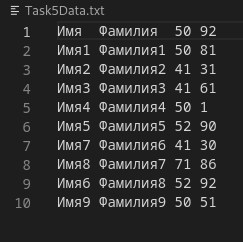 Task5Data.txt
1 Имя Фамилия 50 92
2 Имя1 Фамилия1 50 81
3 Имя2 Фамилия2 41 31
4 Имя3 Фамилия3 41 61
5 Имя4 Фамилия4 50 1
6 Имя5 Фамилия5 52 90
7 Имя7 Фамилия6 41 30
8 Имя8 Фамилия7 71 86
9 Имя6 Фамилия8 52 92
10 Имя9 Фамилия9 50 51